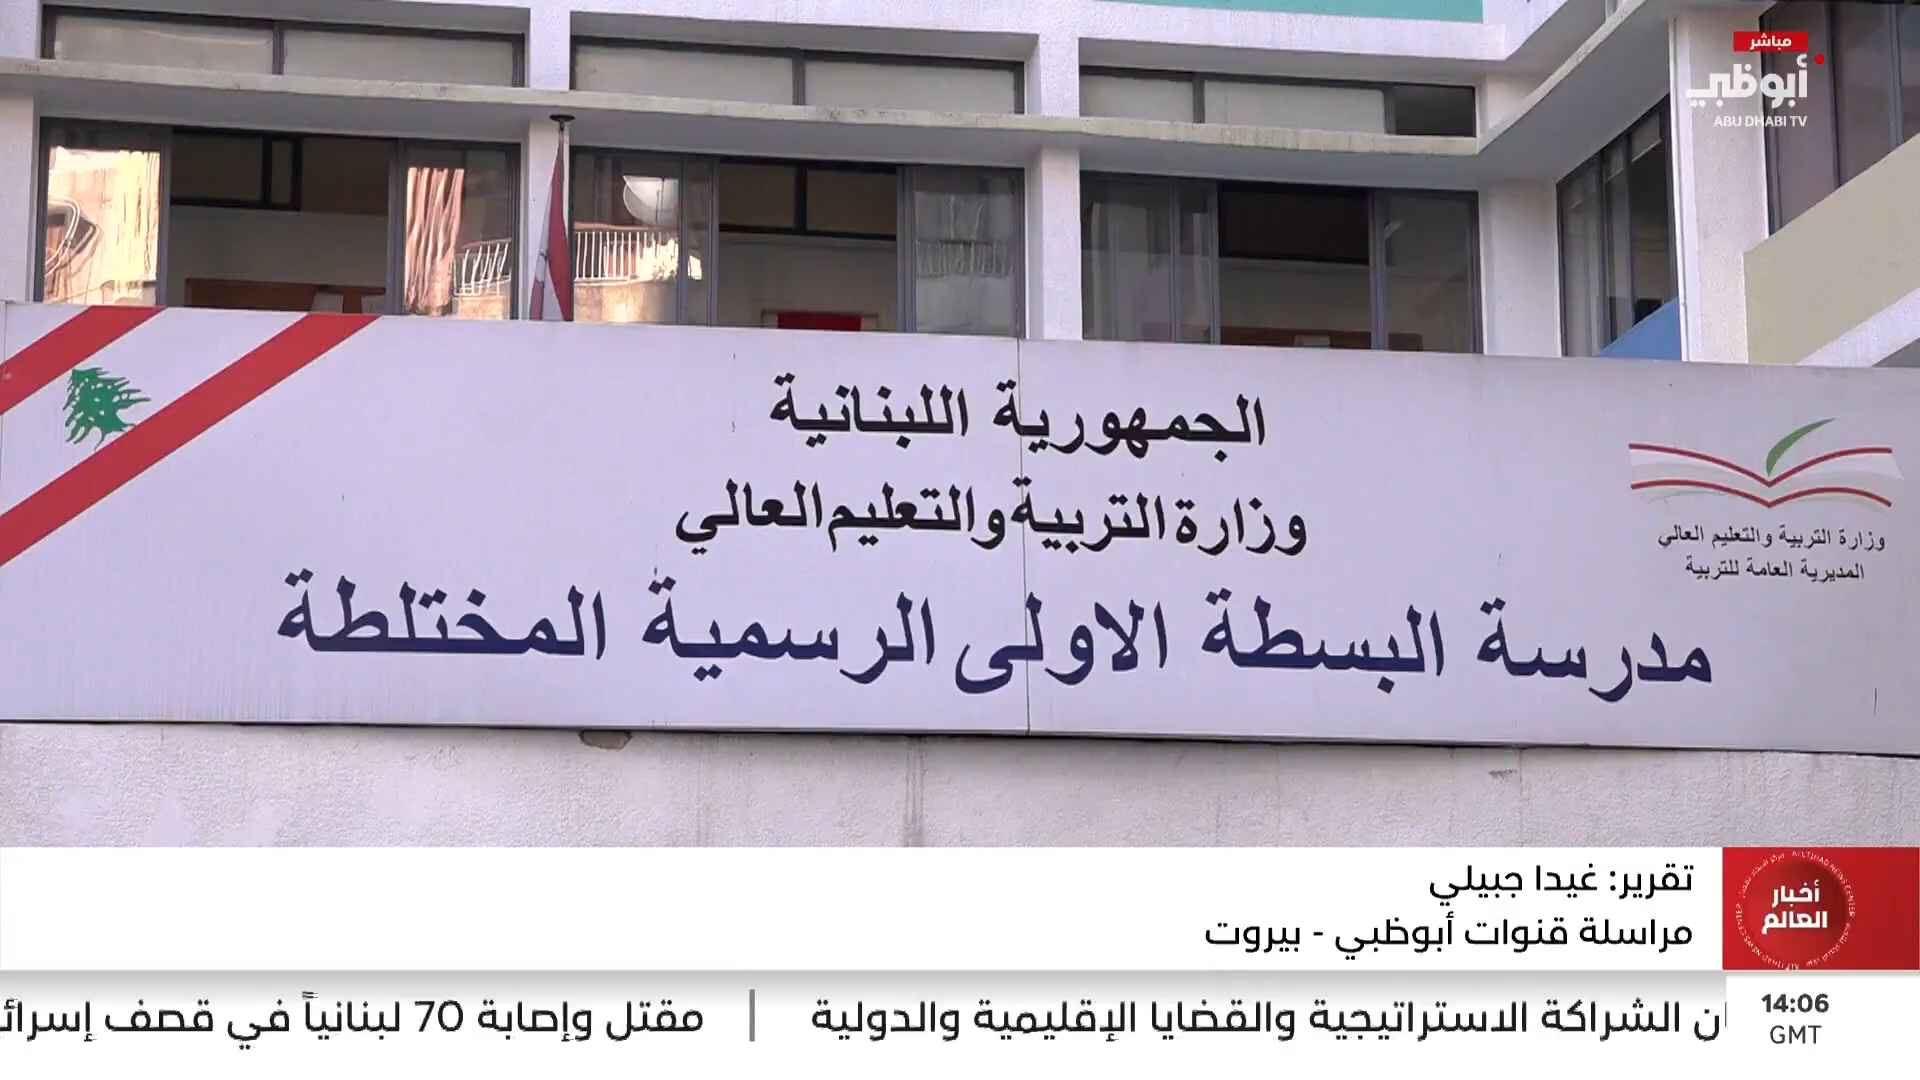 مباشر
أبوظبي
ABU DHABI TV
الجمهورية اللبنانية
وزارة التربية والتعليم العالي
مدرسة البسطة الاولى الرسمية المختلطة
وزارة التربية والتعليم العالي
المديرية العامة للتربية
تقرير: غيدا جبيلي
مراسلة قنوات أبوظبي - بيروت
أخبار
العالم
ن الشراكة الاستراتيجية والقضايا الإقليمية والدولية | مقتل وإصابة 70 لبنانياً في قصف إسرائ
14:06
GMT